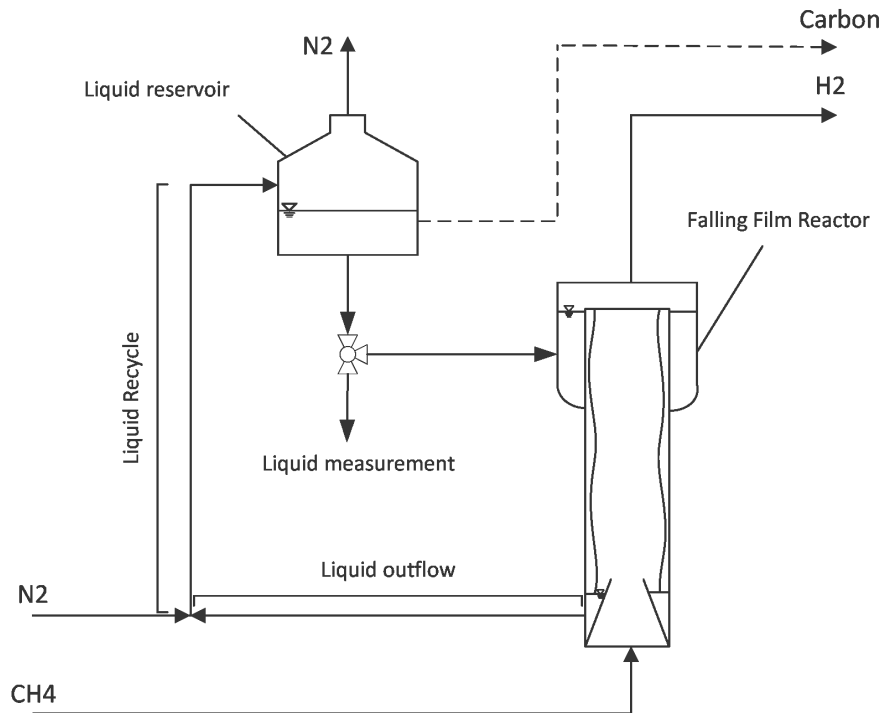 Carbon
N2
H2
Liquid reservoir
Falling Film Reactor
Liquid Recycle
Liquid measurement
Liquid outflow
N2
CH4